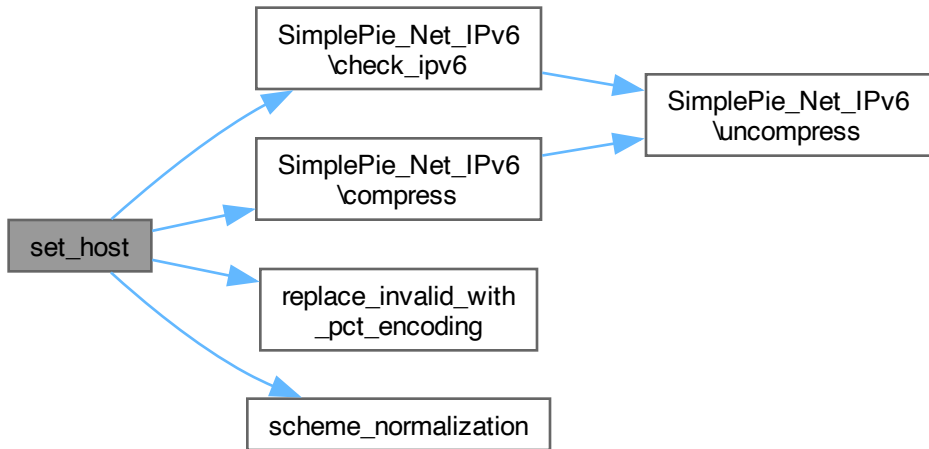 SimplePie_Net_IPv6
\check_ipv6
SimplePie_Net_IPv6
\uncompress
SimplePie_Net_IPv6
\compress
set_host
replace_invalid_with
_pct_encoding
scheme_normalization